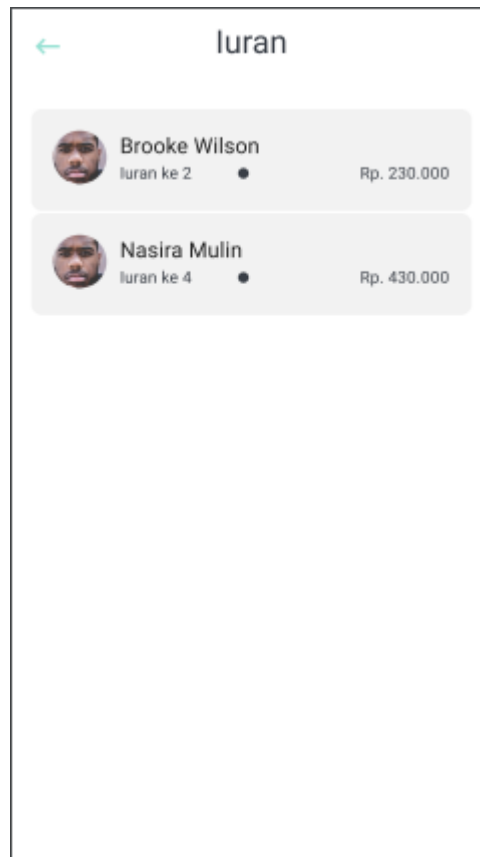 Iuran
Brooke Wilson
Iuran ke 2 ● Rp. 230.000
Nasira Mulin
Iuran ke 4 ● Rp. 430.000